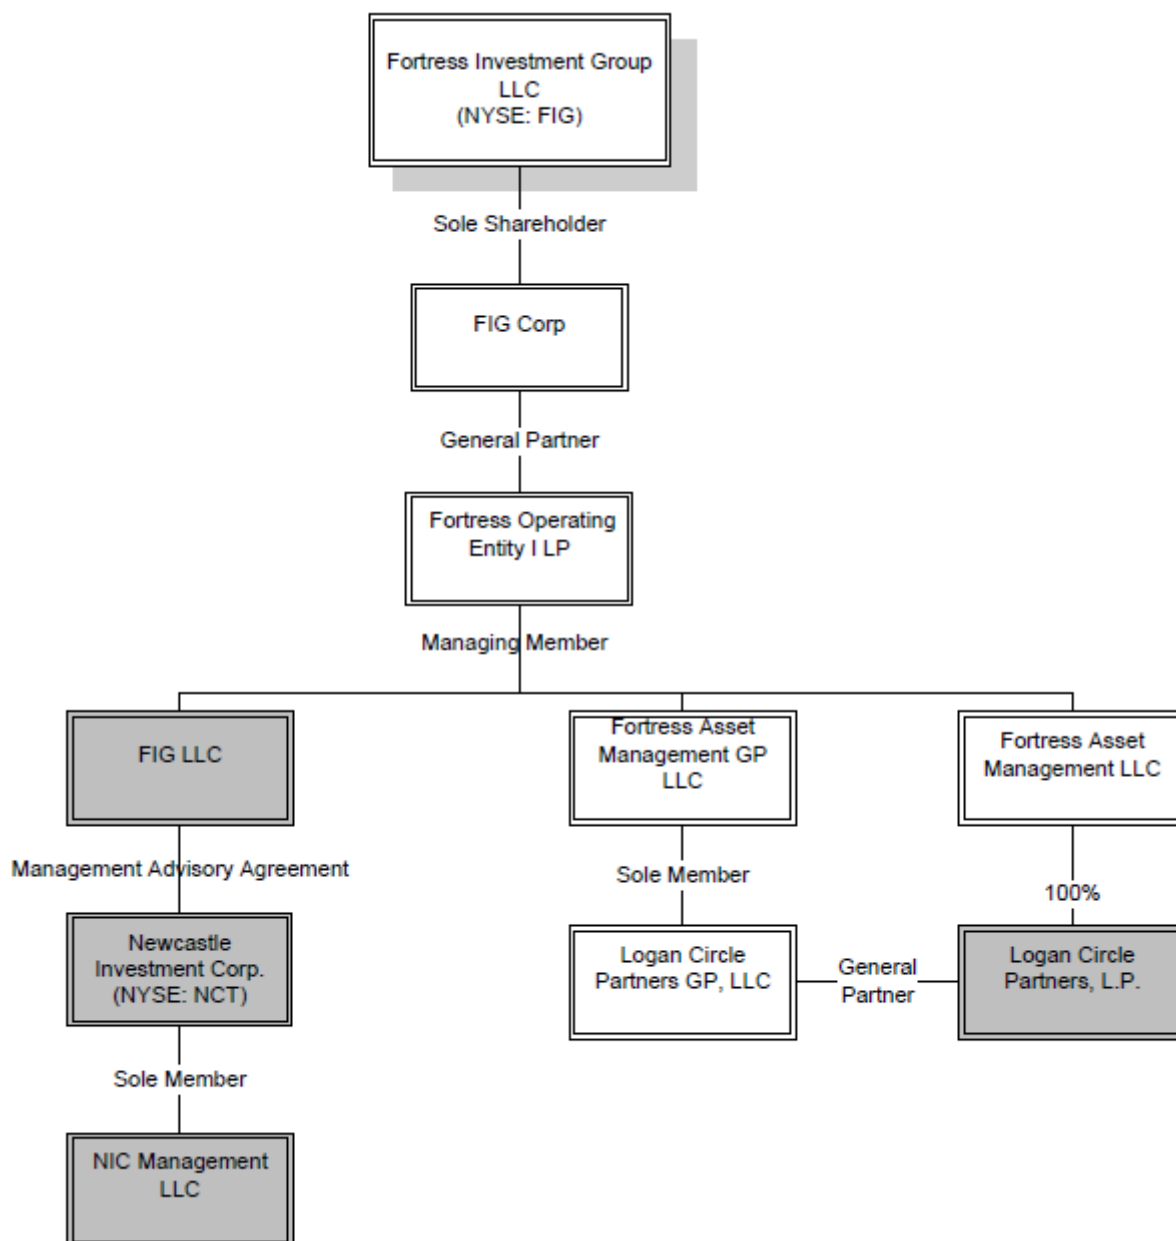 Fortress Investment Group
LLC
(NYSE: FIG)
Sole Shareholder
FIG Corp
General Partner
Fortress Operating
Entity I LP
Managing Member
FIG LLC
Fortress Asset
Management GP
LLC
Fortress Asset
Management LLC
Management Advisory Agreement
Sole Member
100%
Newcastle
Investment Corp.
(NYSE: NCT)
Logan Circle
Partners GP, LLC
General
Partner
Logan Circle
Partners, L.P.
Sole Member
NIC Management
LLC